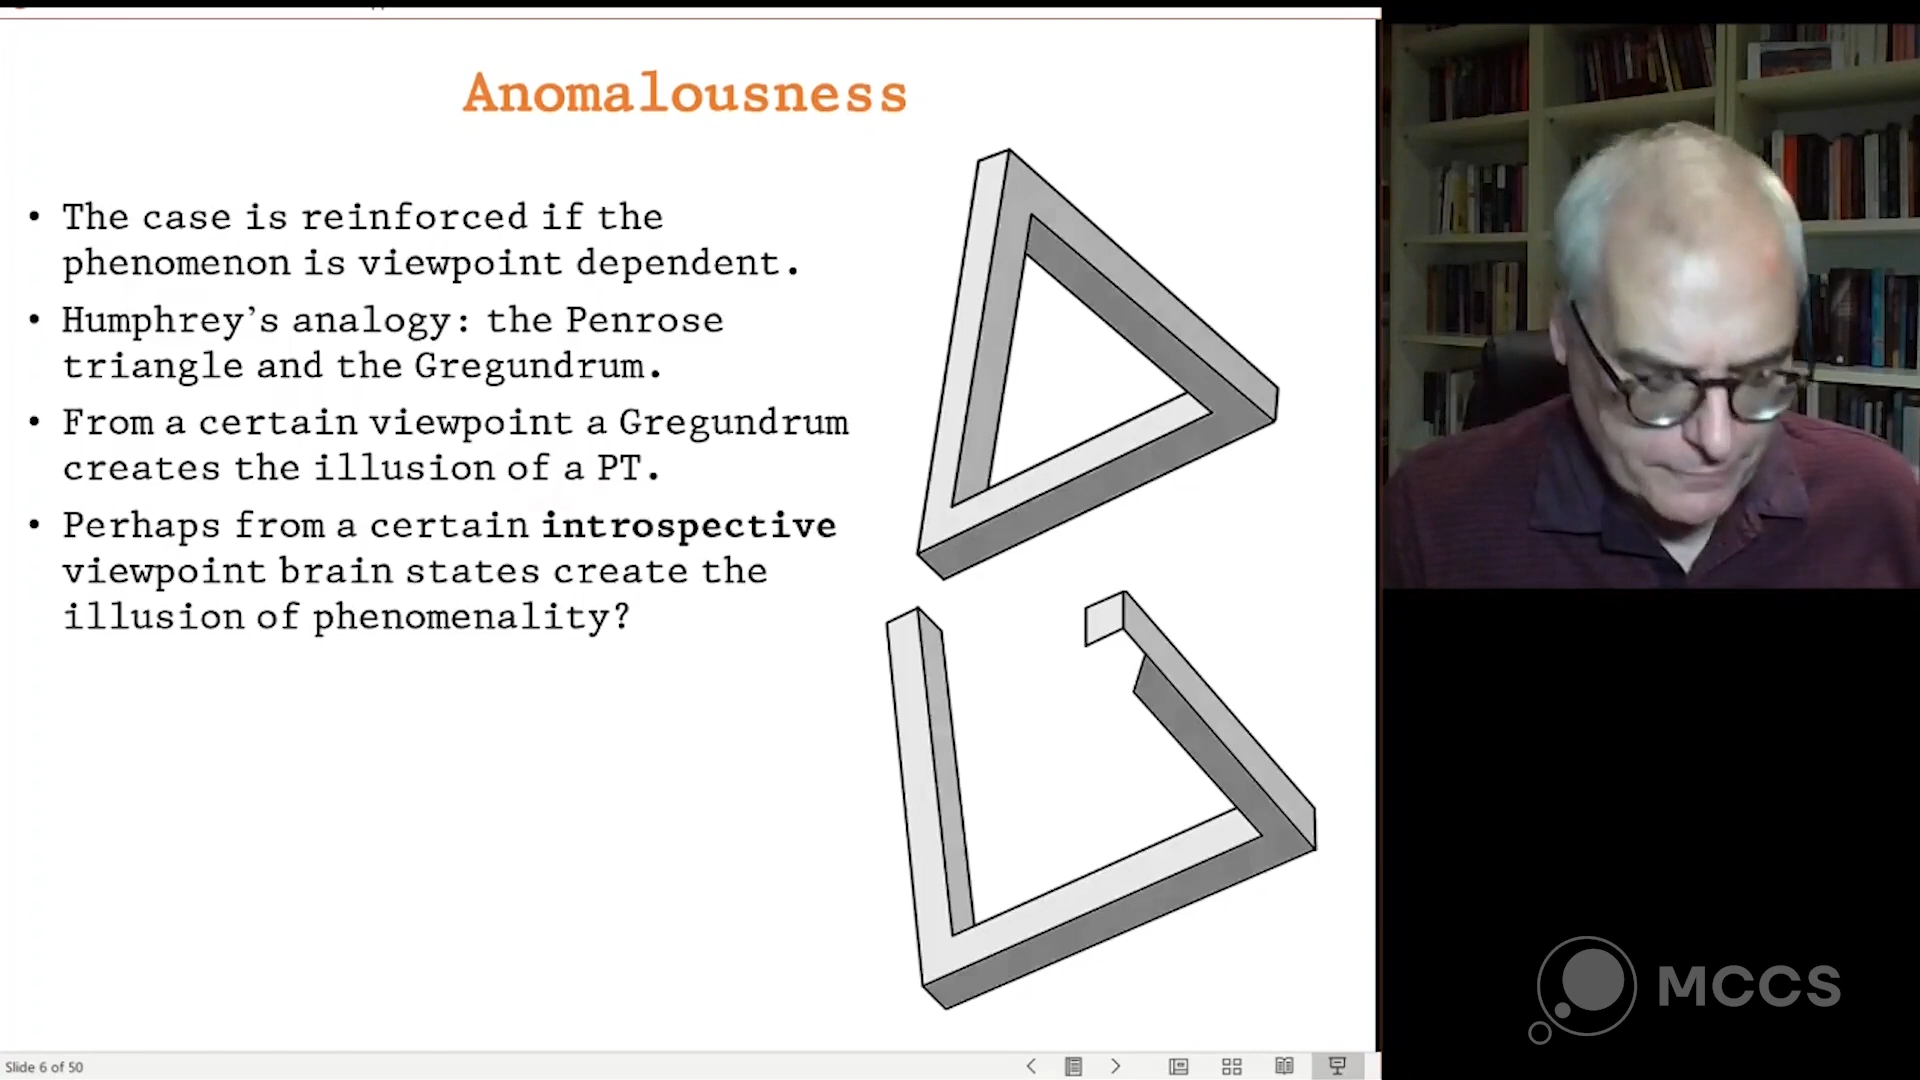 Anomalousness
• The case is reinforced if the
phenomenon is viewpoint dependent.
• Humphrey’s analogy: the Penrose
triangle and the Gregundrum.
• From a certain viewpoint a Gregundrum
creates the illusion of a PT.
• Perhaps from a certain introspective
viewpoint brain states create the
illusion of phenomenality?
MCCS
Slide 6 of 50